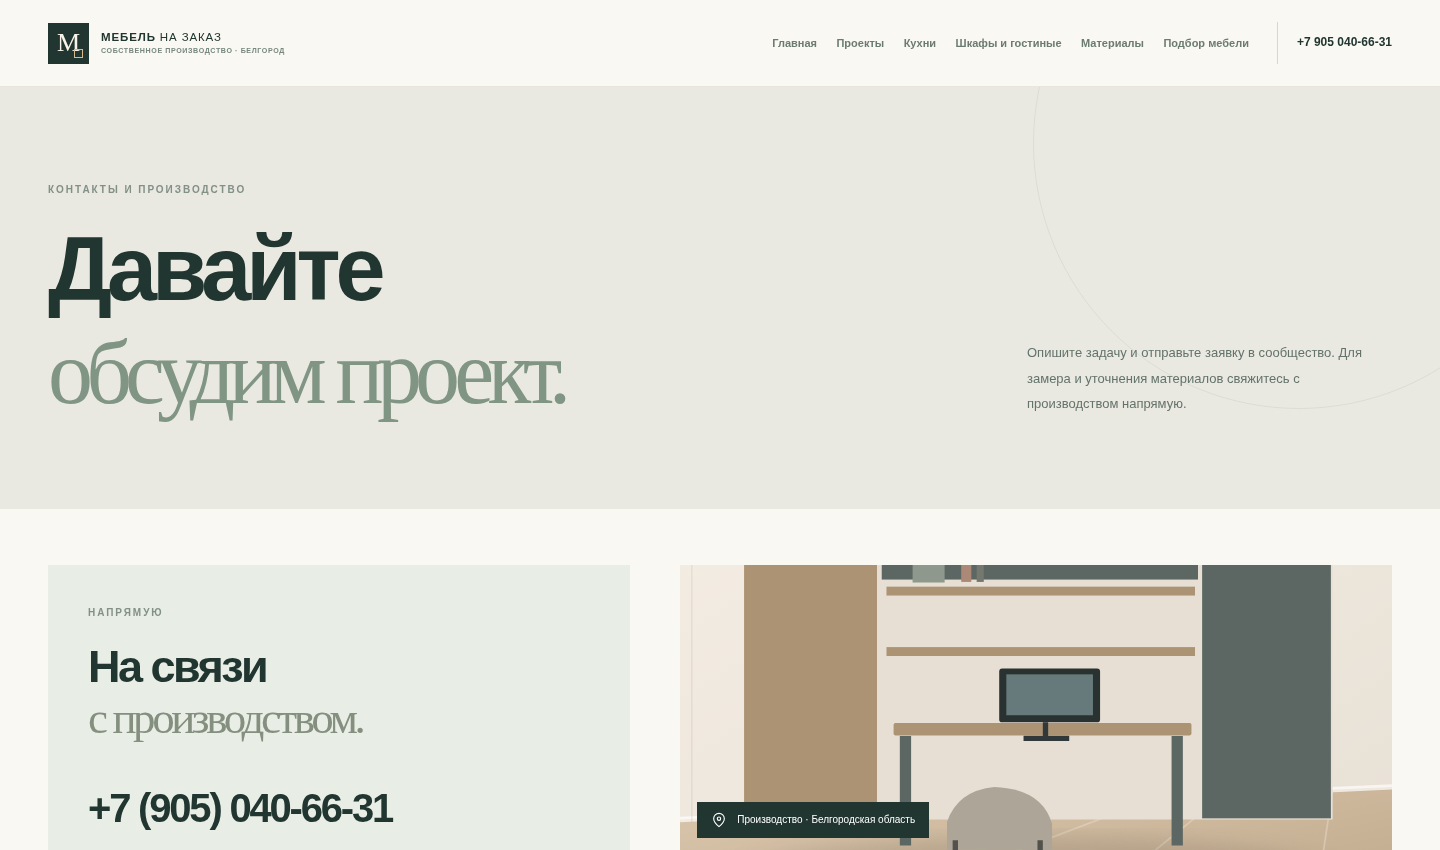 М
МЕБЕЛЬ НА ЗАКАЗ
СОБСТВЕННОЕ ПРОИЗВОДСТВО · БЕЛГОРОД
Главная Проекты Кухни Шкафы и гостиные Материалы Подбор мебели +7 905 040-66-31
КОНТАКТЫ И ПРОИЗВОДСТВО
Давайте
обсудим проект.
Опишите задачу и отправьте заявку в сообщество. Для
замера и уточнения материалов свяжитесь с
производством напрямую.
НАПРЯМУЮ
На связи
с производством.
+7 (905) 040-66-31
Производство · Белгородская область